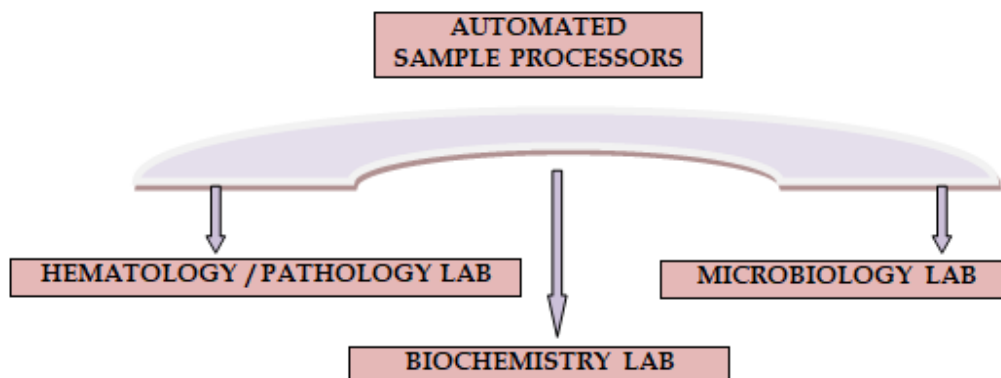 AUTOMATED
SAMPLE PROCESSORS
HEMATOLOGY / PATHOLOGY LAB
MICROBIOLOGY LAB
BIOCHEMISTRY LAB